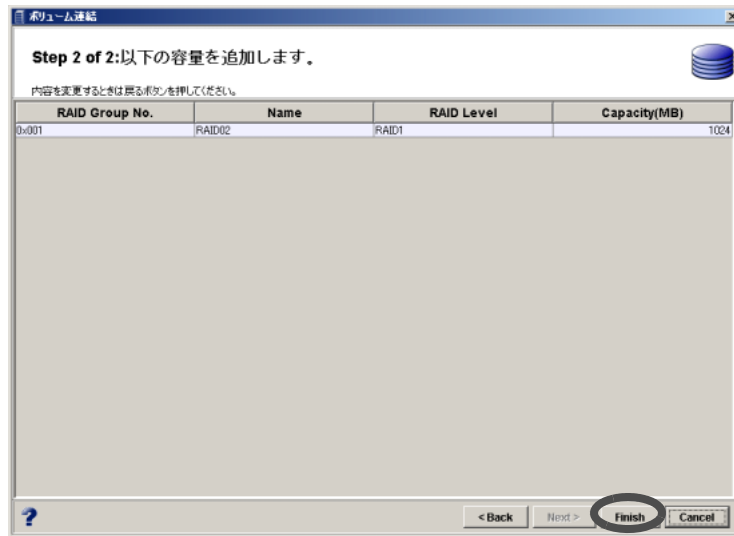 ボリューム連結
Step 2 of 2:以下の容量を追加します。
内容を変更するときは戻るボタンを押してください。
RAID Group No. Name RAID Level Capacity(MB)
0x001 RAID02 RAID1 1024
? < Back Next > Finish Cancel